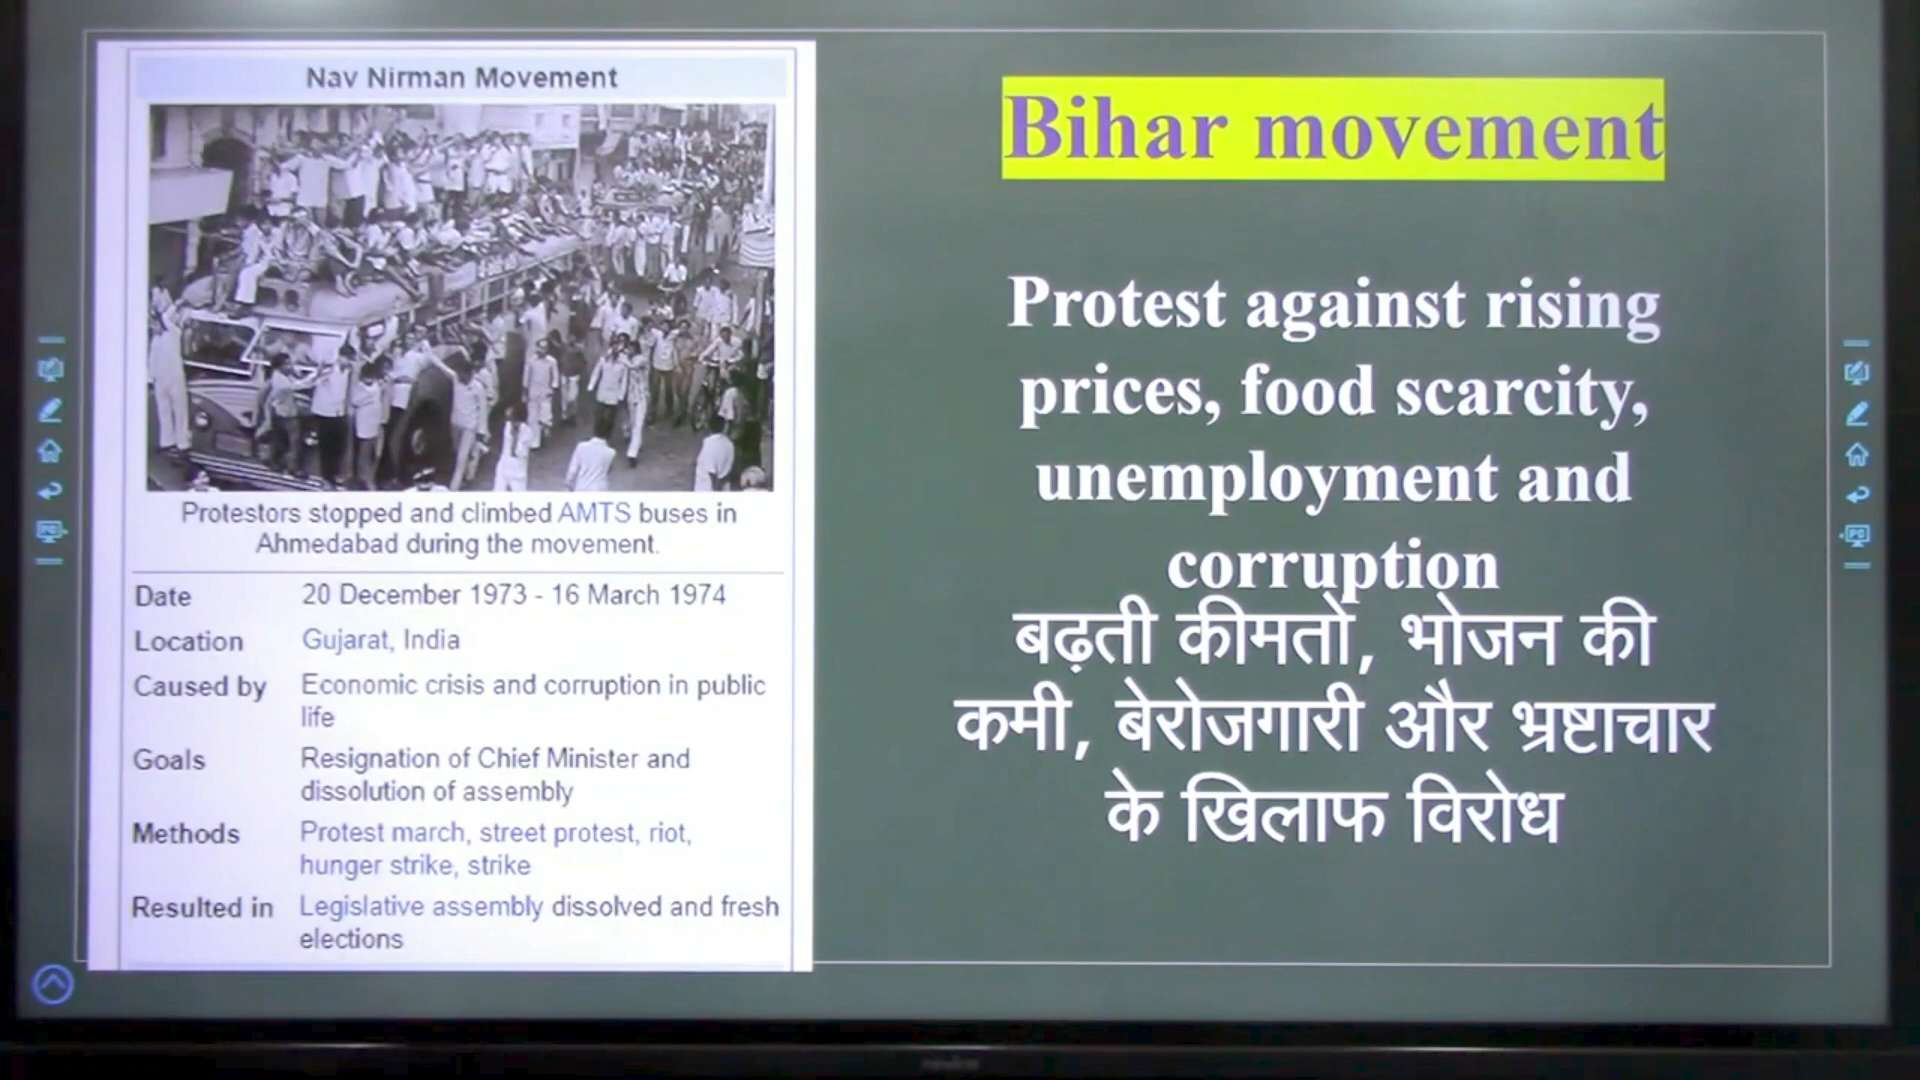 Nav Nirman Movement
Protestors stopped and climbed AMTS buses in
Ahmedabad during the movement.
Date 20 December 1973 - 16 March 1974
Location Gujarat, India
Caused by Economic crisis and corruption in public
life
Goals Resignation of Chief Minister and
dissolution of assembly
Methods Protest march, street protest, riot,
hunger strike, strike
Resulted in Legislative assembly dissolved and fresh
elections
Bihar movement
Protest against rising
prices, food scarcity,
unemployment and
corruption
बढ़ती कीमतों, भोजन की
कमी, बेरोजगारी और भ्रष्टाचार
के खिलाफ विरोध
PC
PC